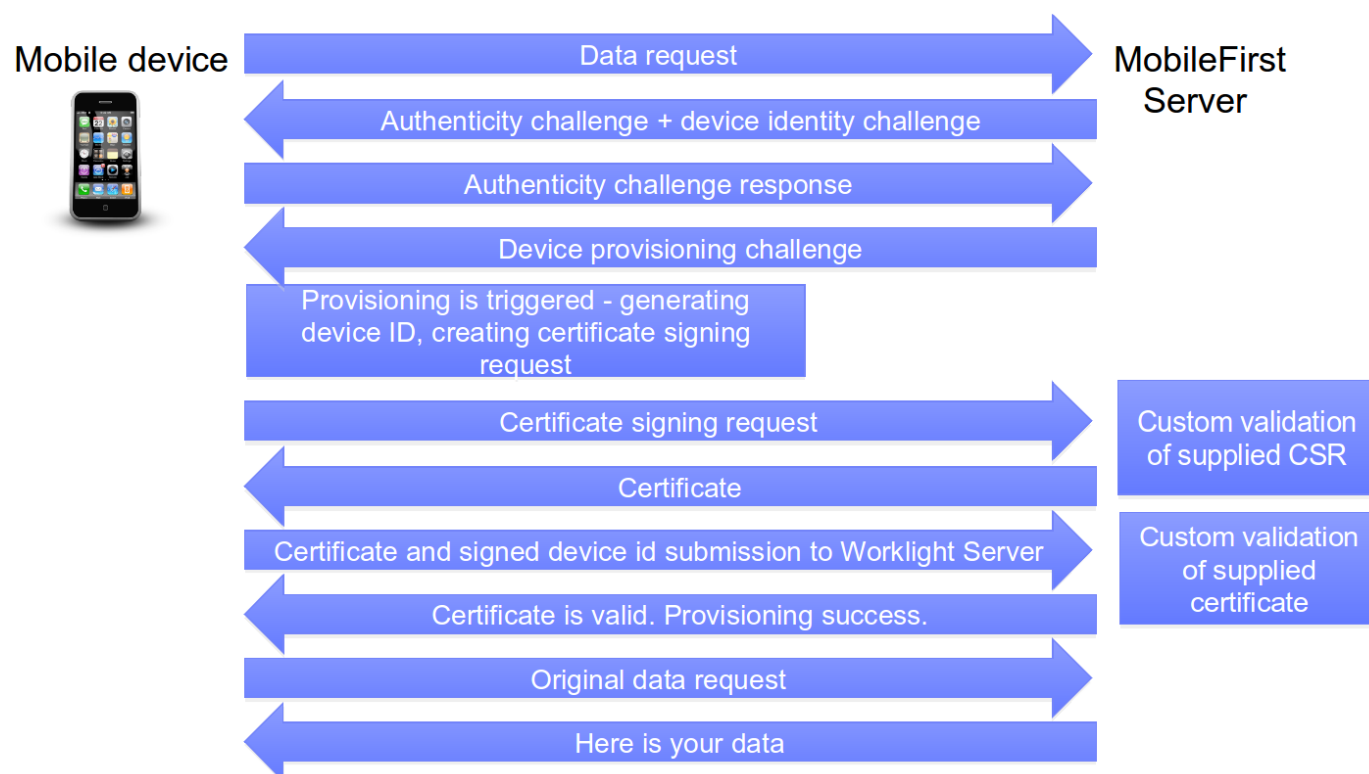 Data request
Mobile device
MobileFirst
Server
Authenticity challenge + device identity challenge
Authenticity challenge response
Device provisioning challenge
Provisioning is triggered - generating
device ID, creating certificate signing
request
Certificate signing request
Custom validation
of supplied CSR
Certificate
Certificate and signed device id submission to Worklight Server
Custom validation
of supplied
certificate
Certificate is valid. Provisioning success.
Original data request
Here is your data